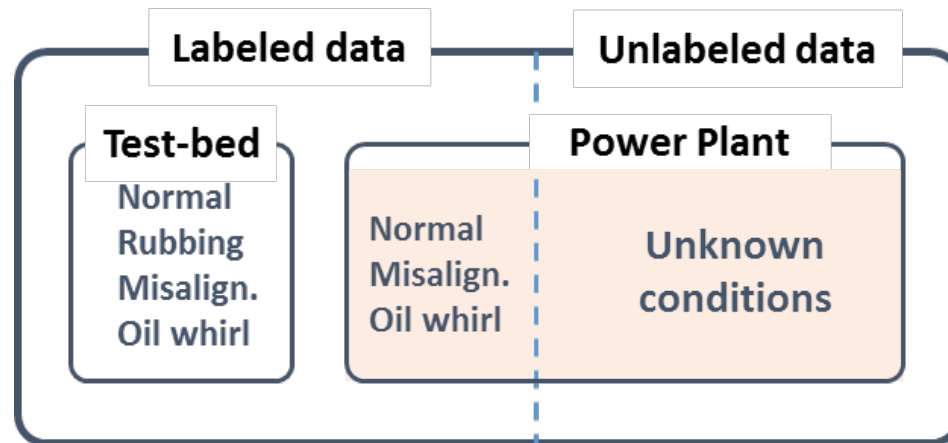 Labeled data
Unlabeled data
Test-bed
Normal
Rubbing
Misalign.
Oil whirl
Power Plant
Normal
Misalign.
Oil whirl
Unknown
conditions